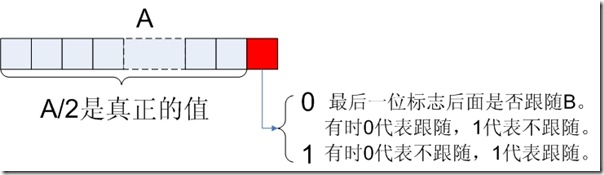 A
A/2是真正的值
0 最后一位标志后面是否跟随B。
有时0代表跟随，1代表不跟随。
1 有时0代表不跟随，1代表跟随。